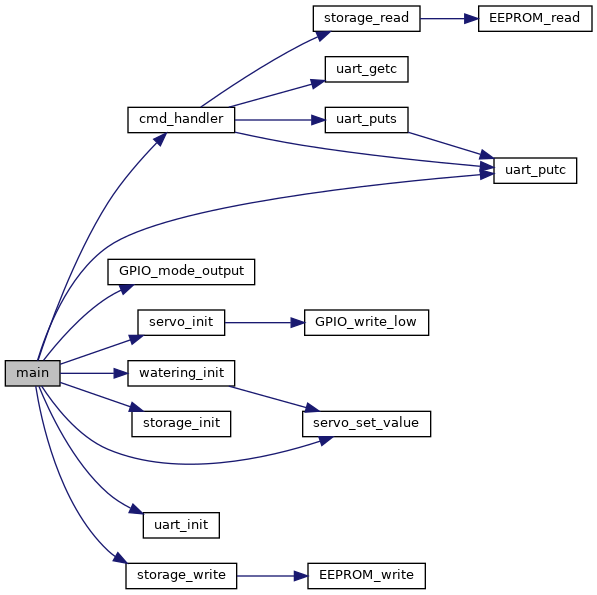 storage_read
EEPROM_read
uart_getc
cmd_handler
uart_puts
uart_putc
GPIO_mode_output
servo_init
GPIO_write_low
main
watering_init
storage_init
servo_set_value
uart_init
storage_write
EEPROM_write